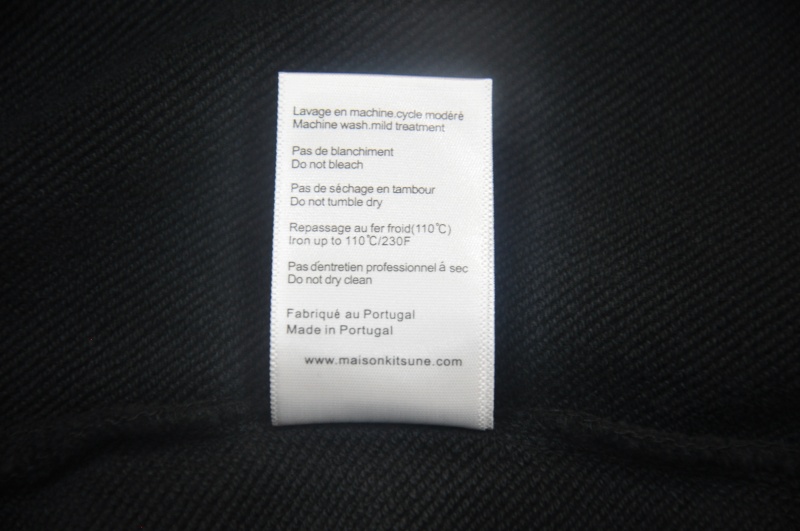 Lavage en machine.cycle modéré
Machine wash.mild treatment
Pas de blanchiment
Do not bleach
Pas de séchage en tambour
Do not tumble dry
Repassage au fer froid(110℃)
Iron up to 110℃/230F
Pas d'entretien professionnel à sec
Do not dry clean
Fabriqué au Portugal
Made in Portugal
www.maisonkitsune.com